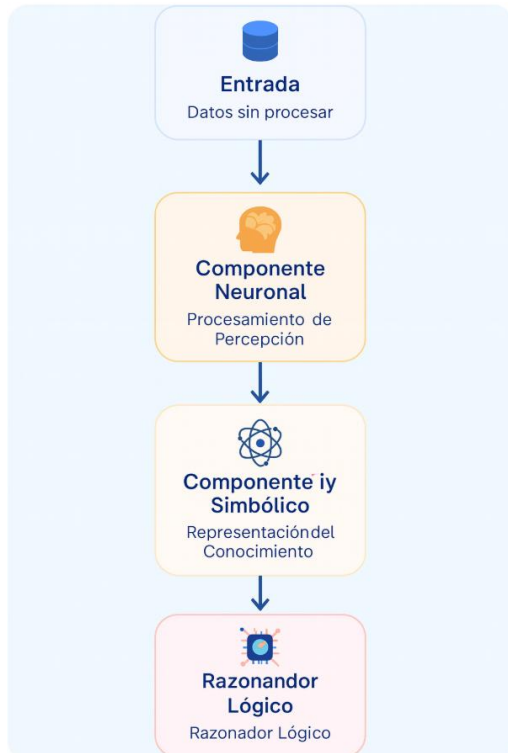 Entrada
Datos sin procesar
Componente
Neuronal
Procesamiento de
Percepción
Componente iy
Simbólico
Representacióndel
Conocimiento
Razonandor
Lógico
Razonador Lógico